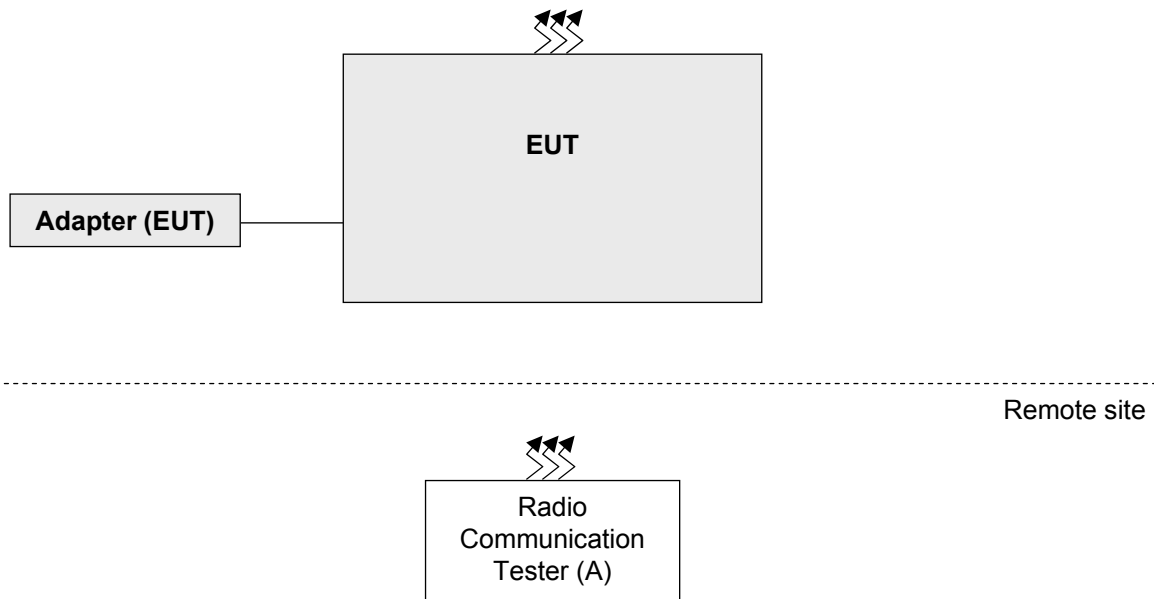 EUT
Adapter (EUT)
Remote site
Radio
Communication
Tester (A)